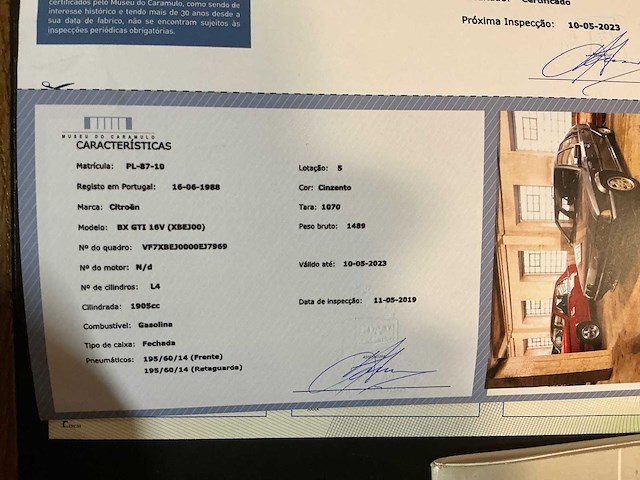 certificados pelo Museu do Caramulo, como sendo de
interesse histórico e tendo mais de 30 anos desde a
sua data de fabrico, não se encontram sujeitos às
inspecções periódicas obrigatórias.
Certificado
Próxima Inspecção: 10-05-2023
MUSEU DO CARAMULO
CARACTERÍSTICAS
Matrícula: PL-87-10
Registo em Portugal: 16-06-1988
Marca: Citroën
Modelo: BX GTI 16V (XBEJ00)
Nº do quadro: VF7XBEJ0000EJ7969
Nº do motor: N/d
Nº de cilindros: L4
Cilindrada: 1905cc
Combustível: Gasolina
Tipo de caixa: Fechada
Pneumáticos: 195/60/14 (Frente)
195/60/14 (Retaguarda)
Lotação: 5
Cor: Cinzento
Tara: 1070
Peso bruto: 1489
Válido até: 10-05-2023
Data de inspecção: 11-05-2019